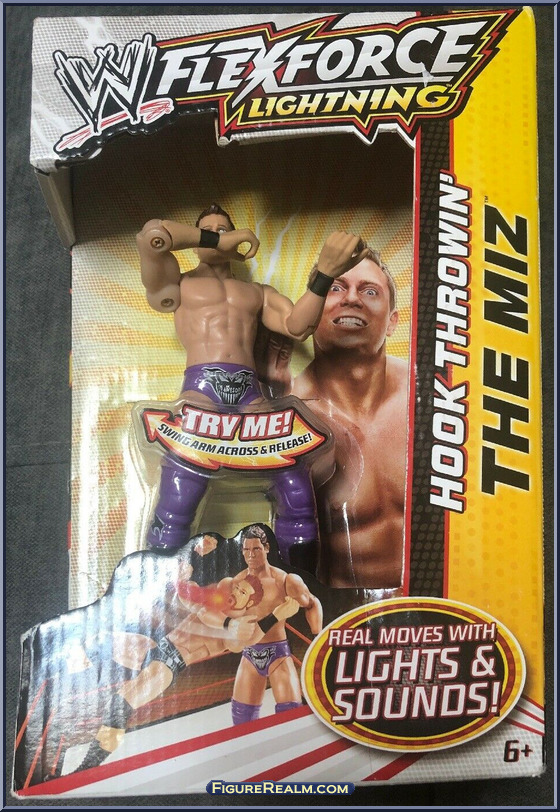 W
FLEXFORCE
LIGHTNING
HOOK THROWIN'
THE MIZ™
TRY ME!
SWING ARM ACROSS & RELEASE!
REAL MOVES WITH
LIGHTS &
SOUNDS!
6+
FIGUREREALM.COM